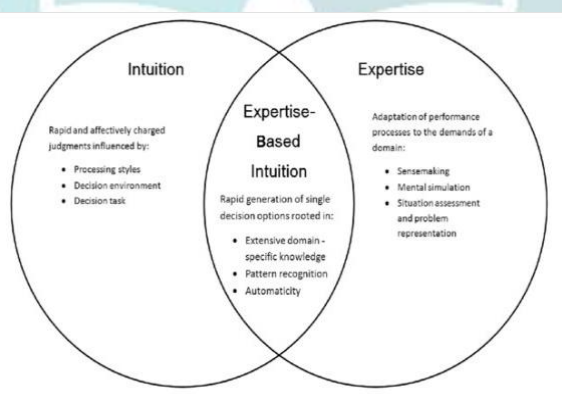 Intuition
Rapid and affectively charged
judgments influenced by:
• Processing styles
• Decision environment
• Decision task
Expertise-
Based
Intuition
Rapid generation of single
decision options rooted in:
• Extensive domain -
specific knowledge
• Pattern recognition
• Automaticity
Expertise
Adaptation of performance
processes to the demands of a
domain:
• Sensemaking
• Mental simulation
• Situation assessment
and problem
representation